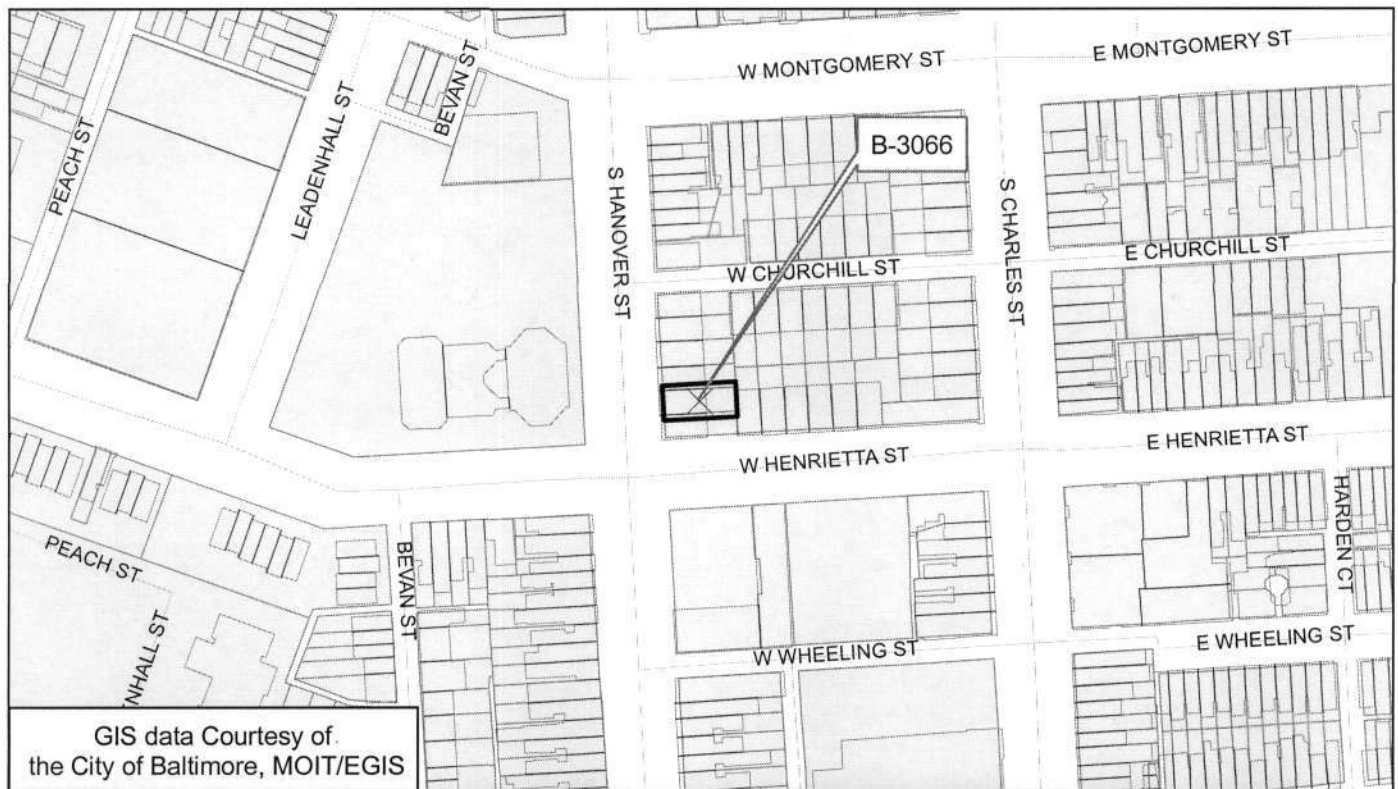 W MONTGOMERY ST
E MONTGOMERY ST
BEVAN ST
LEADENHALL ST
PEACH ST
B-3066
S HANOVER ST
S CHARLES ST
W CHURCHILL ST
E CHURCHILL ST
W HENRIETTA ST
E HENRIETTA ST
HARDEN CT
PEACH ST
BEVAN ST
W WHEELING ST
E WHEELING ST
NHALL ST
GIS data Courtesy of
the City of Baltimore, MOIT/EGIS